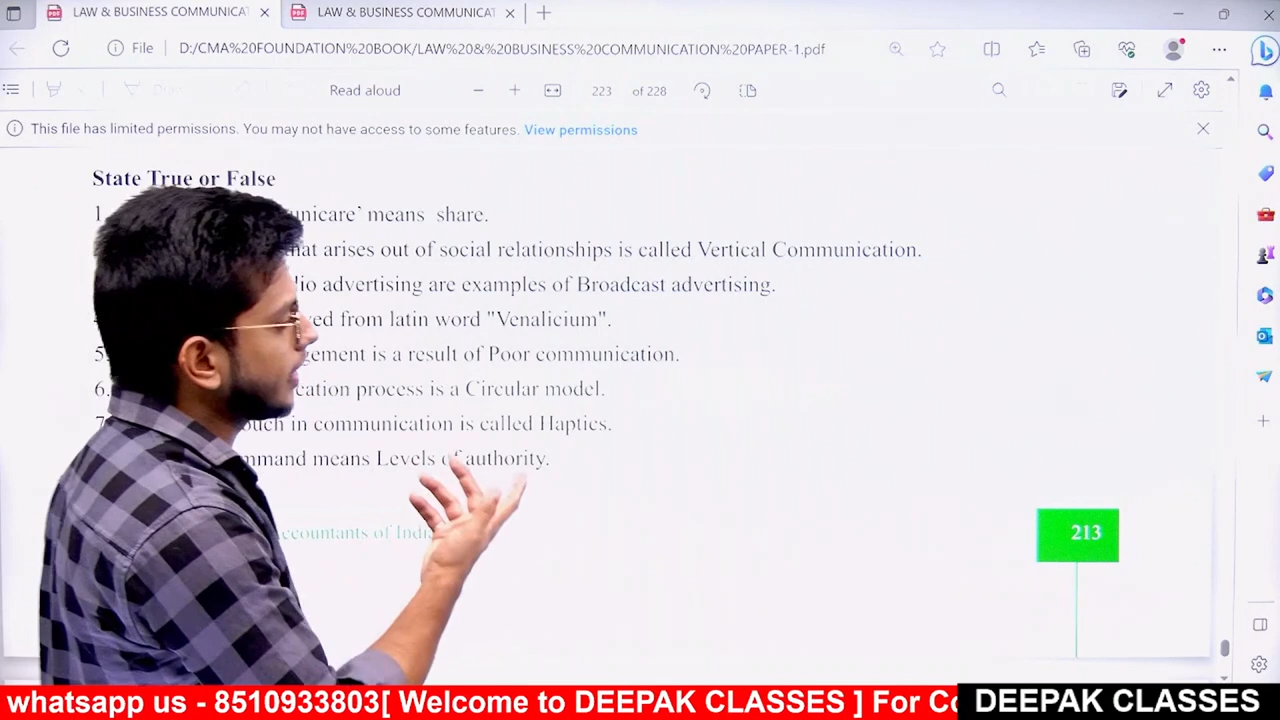 LAW & BUSINESS COMMUNICAT
LAW & BUSINESS COMMUNICAT
File D:/CMA%20FOUNDATION%20BOOK/LAW%20&%20BUSINESS%20COMMUNICATION%20PAPER-1.pdf
Read aloud 223 of 228
This file has limited permissions. You may not have access to some features. View permissions
State True or False
1. unicare' means share.
that arises out of social relationships is called Vertical Communication.
dio advertising are examples of Broadcast advertising.
4. ved from latin word "Venalicium".
5. gement is a result of Poor communication.
6. cation process is a Circular model.
7. ouch in communication is called Haptics.
mmand means Levels of authority.
ccountants of Indi
213
whatsapp us - 8510933803[ Welcome to DEEPAK CLASSES ] For Co
DEEPAK CLASSES